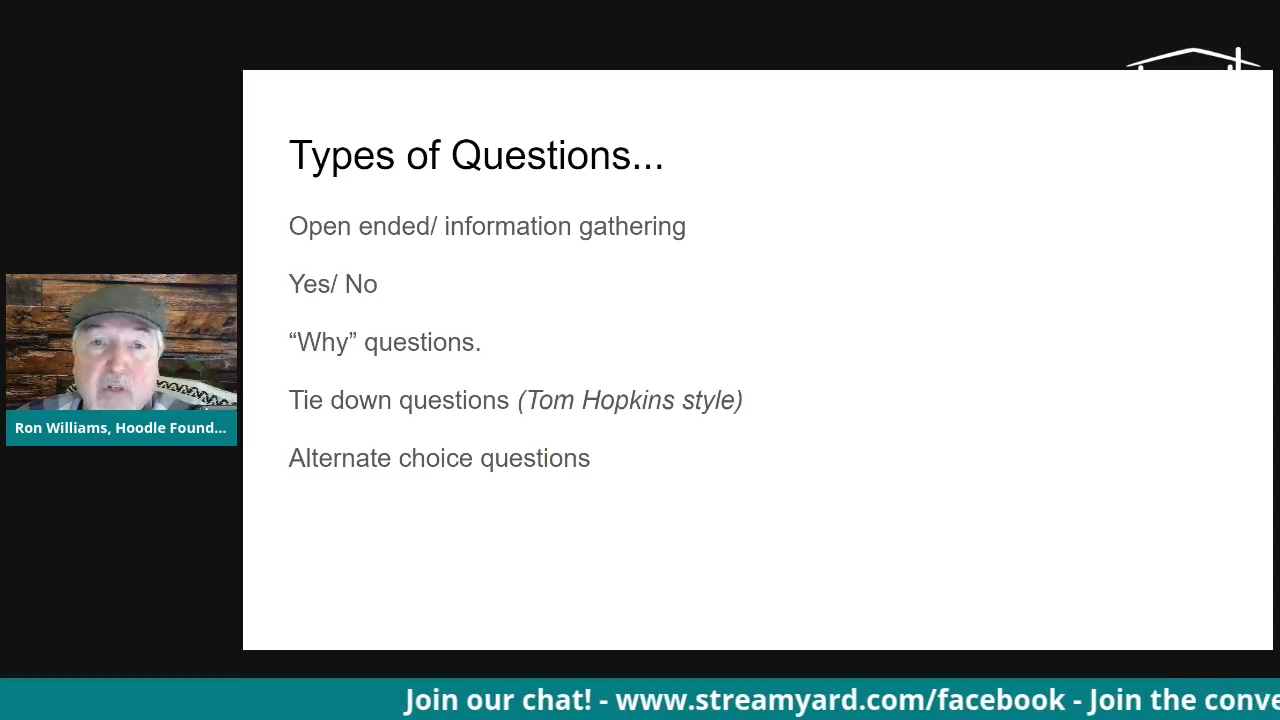 Types of Questions...
Open ended/ information gathering
Yes/ No
“Why” questions.
Tie down questions (Tom Hopkins style)
Alternate choice questions
Ron Williams, Hoodle Found...
Join our chat! - www.streamyard.com/facebook - Join the conve